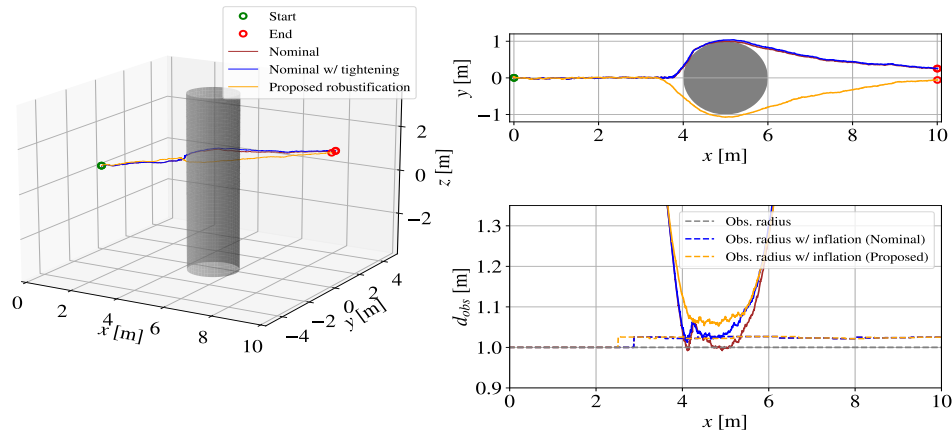 Start
End
Nominal
Nominal w/ tightening
Proposed robustification
2
0
−2
z [m]
0
2
4
6
8
10
x [m]
−4
−2
0
2
4
y [m]
1
0
−1
y [m]
0
2
4
6
8
10
x [m]
Obs. radius
Obs. radius w/ inflation (Nominal)
Obs. radius w/ inflation (Proposed)
1.3
1.2
1.1
1.0
0.9
d_obs [m]
0
2
4
6
8
10
x [m]